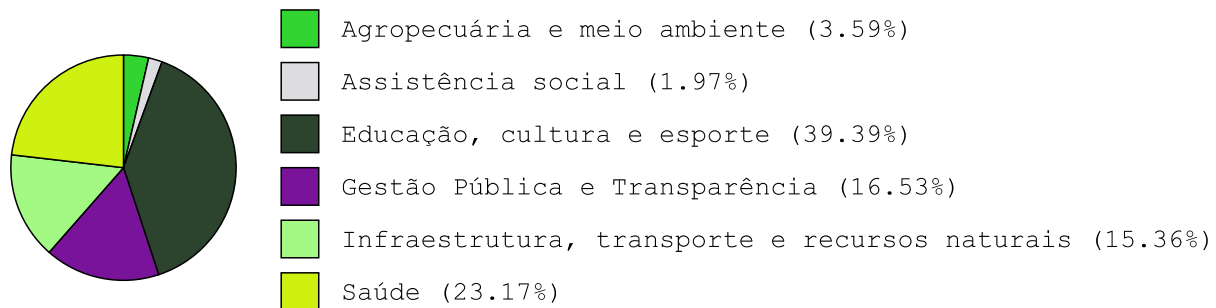 Agropecuária e meio ambiente (3.59%)
Assistência social (1.97%)
Educação, cultura e esporte (39.39%)
Gestão Pública e Transparência (16.53%)
Infraestrutura, transporte e recursos naturais (15.36%)
Saúde (23.17%)